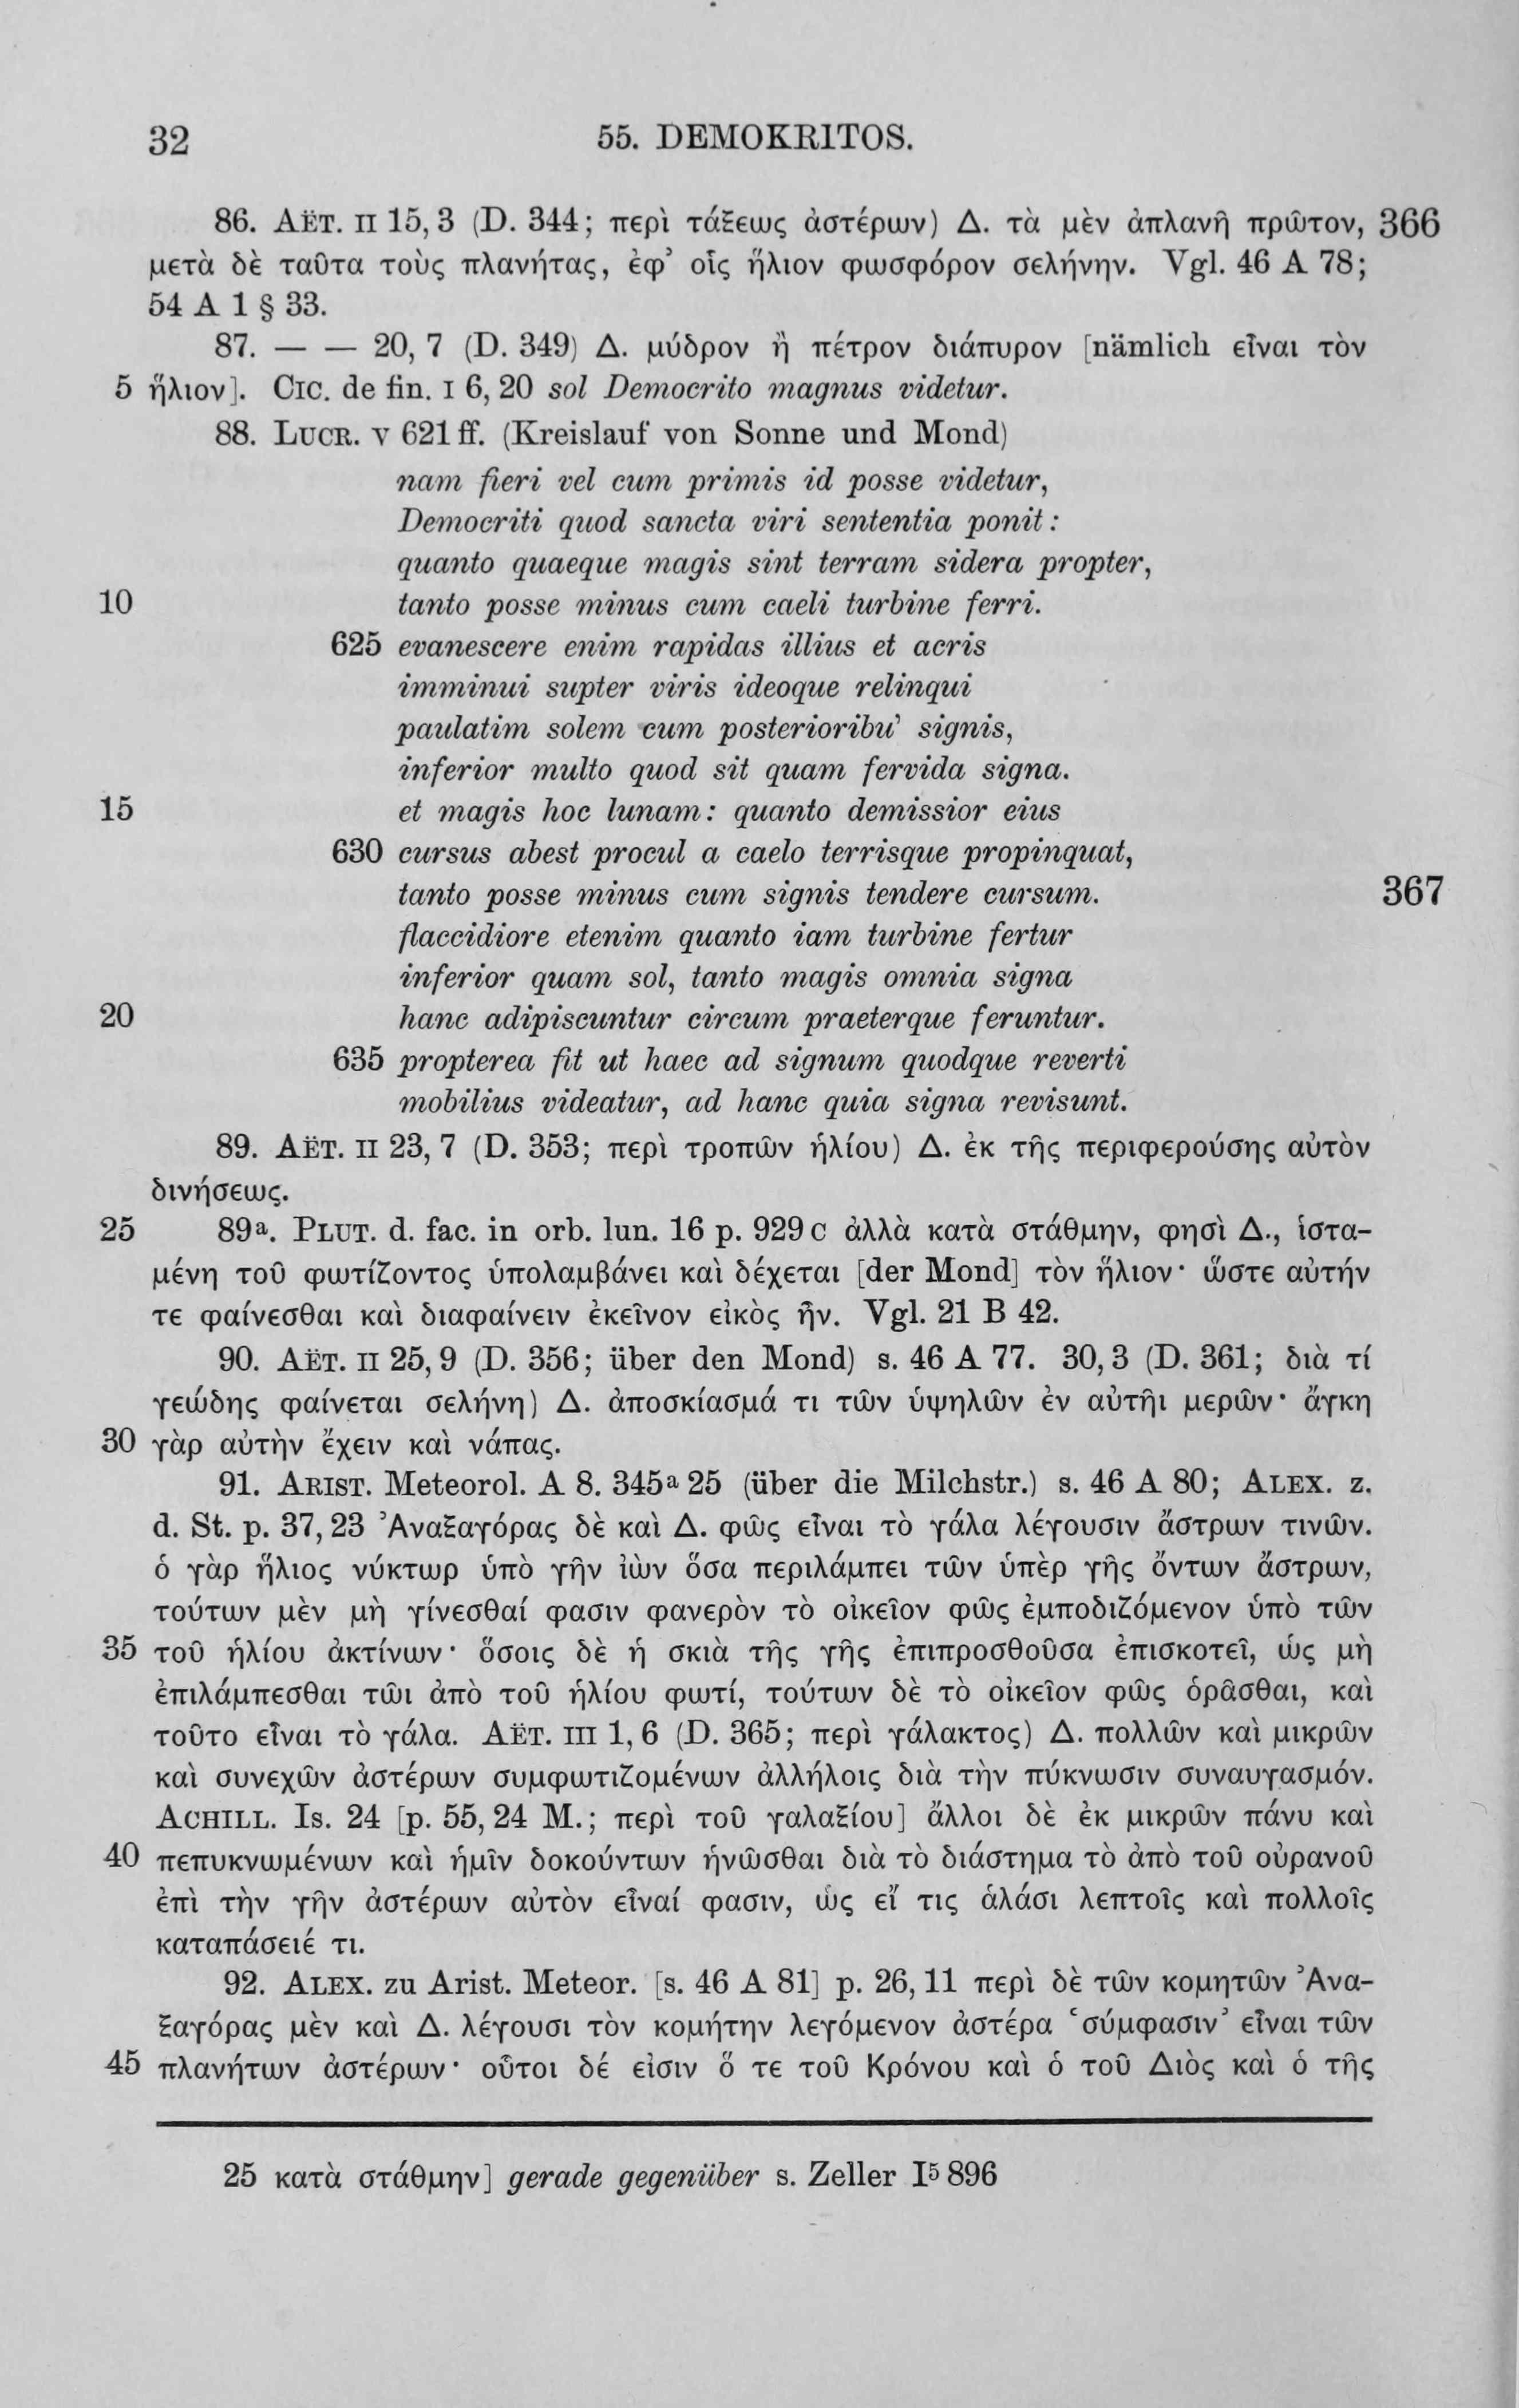 32
55. DEMOKRITOS.
86. AËT. II 15, 3 (D. 344; περὶ τάξεως ἀστέρων) Δ. τὰ μὲν ἀπλανῆ πρῶτον, 366
μετὰ δὲ ταῦτα τοὺς πλανήτας, ἐφ᾽ οἷς ἥλιον φωσφόρον σελήνην. Vgl. 46 A 78;
54 A 1 § 33.
87. — — 20, 7 (D. 349) Δ. μύδρον ἢ πέτρον διάπυρον [nämlich εἶναι τὸν
5 ἥλιον]. CIC. de fin. I 6, 20 sol Democrito magnus videtur.
88. LUCR. V 621 ff. (Kreislauf von Sonne und Mond)
nam fieri vel cum primis id posse videtur,
Democriti quod sancta viri sententia ponit:
quanto quaeque magis sint terram sidera propter,
10 tanto posse minus cum caeli turbine ferri.
625 evanescere enim rapidas illius et acris
imminui supter viris ideoque relinqui
paulatim solem cum posterioribu' signis,
inferior multo quod sit quam fervida signa.
15 et magis hoc lunam: quanto demissior eius
630 cursus abest procul a caelo terrisque propinquat,
tanto posse minus cum signis tendere cursum. 367
flaccidiore etenim quanto iam turbine fertur
inferior quam sol, tanto magis omnia signa
20 hanc adipiscuntur circum praeterque feruntur.
635 propterea fit ut haec ad signum quodque reverti
mobilius videatur, ad hanc quia signa revisunt.
89. AËT. II 23, 7 (D. 353; περὶ τροπῶν ἡλίου) Δ. ἐκ τῆς περιφερούσης αὐτὸν
δινήσεως.
25 89ª. PLUT. d. fac. in orb. lun. 16 p. 929 C ἀλλὰ κατὰ στάθμην, φησὶ Δ., ἱστα-
μένη τοῦ φωτίζοντος ὑπολαμβάνει καὶ δέχεται [der Mond] τὸν ἥλιον· ὥστε αὐτήν
τε φαίνεσθαι καὶ διαφαίνειν ἐκεῖνον εἰκὸς ἦν. Vgl. 21 B 42.
90. AËT. II 25, 9 (D. 356; über den Mond) s. 46 A 77. 30, 3 (D. 361; διὰ τί
γεώδης φαίνεται σελήνη) Δ. ἀποσκίασμά τι τῶν ὑψηλῶν ἐν αὐτῆι μερῶν· ἄγκη
30 γὰρ αὐτὴν ἔχειν καὶ νάπας.
91. ARIST. Meteorol. A 8. 345ª 25 (über die Milchstr.) s. 46 A 80; ALEX. z.
d. St. p. 37, 23 Ἀναξαγόρας δὲ καὶ Δ. φῶς εἶναι τὸ γάλα λέγουσιν ἄστρων τινῶν.
ὁ γὰρ ἥλιος νύκτωρ ὑπὸ γῆν ἰὼν ὅσα περιλάμπει τῶν ὑπὲρ γῆς ὄντων ἄστρων,
τούτων μὲν μὴ γίνεσθαί φασιν φανερὸν τὸ οἰκεῖον φῶς ἐμποδιζόμενον ὑπὸ τῶν
35 τοῦ ἡλίου ἀκτίνων· ὅσοις δὲ ἡ σκιὰ τῆς γῆς ἐπιπροσθοῦσα ἐπισκοτεῖ, ὡς μὴ
ἐπιλάμπεσθαι τῶι ἀπὸ τοῦ ἡλίου φωτί, τούτων δὲ τὸ οἰκεῖον φῶς ὁρᾶσθαι, καὶ
τοῦτο εἶναι τὸ γάλα. AËT. III 1, 6 (D. 365; περὶ γάλακτος) Δ. πολλῶν καὶ μικρῶν
καὶ συνεχῶν ἀστέρων συμφωτιζομένων ἀλλήλοις διὰ τὴν πύκνωσιν συναυγασμόν.
ACHILL. Is. 24 [p. 55, 24 M.; περὶ τοῦ γαλαξίου] ἄλλοι δὲ ἐκ μικρῶν πάνυ καὶ
40 πεπυκνωμένων καὶ ἡμῖν δοκούντων ἡνῶσθαι διὰ τὸ διάστημα τὸ ἀπὸ τοῦ οὐρανοῦ
ἐπὶ τὴν γῆν ἀστέρων αὐτὸν εἶναί φασιν, ὡς εἴ τις ἁλάσι λεπτοῖς καὶ πολλοῖς
καταπάσειέ τι.
92. ALEX. zu Arist. Meteor. [s. 46 A 81] p. 26, 11 περὶ δὲ τῶν κομητῶν Ἀνα-
ξαγόρας μὲν καὶ Δ. λέγουσι τὸν κομήτην λεγόμενον ἀστέρα ‘σύμφασιν’ εἶναι τῶν
45 πλανήτων ἀστέρων· οὗτοι δέ εἰσιν ὅ τε τοῦ Κρόνου καὶ ὁ τοῦ Διὸς καὶ ὁ τῆς
25 κατὰ στάθμην] gerade gegenüber s. Zeller I⁵ 896